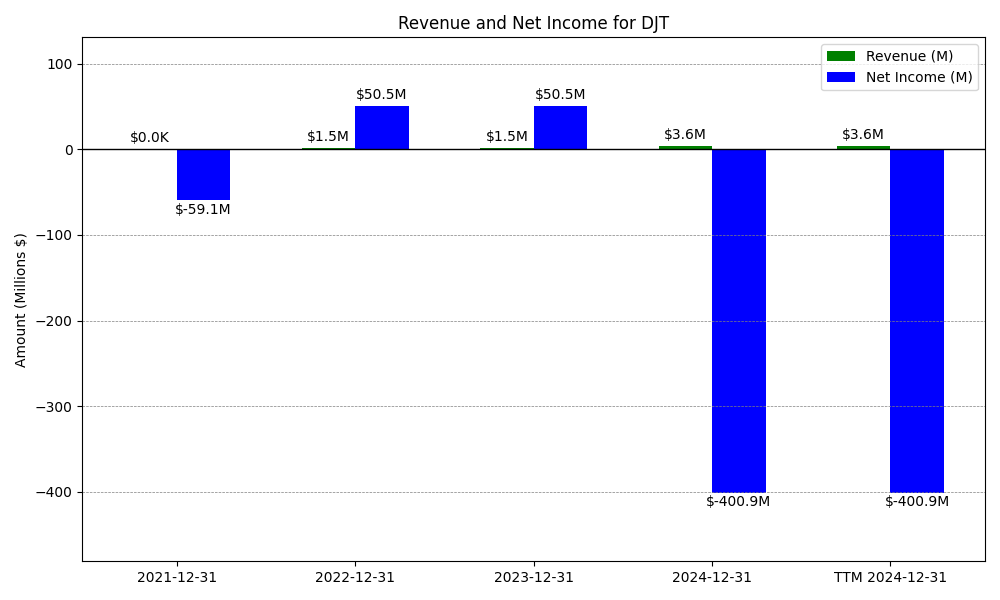 Revenue and Net Income for DJT
Revenue (M)
Net Income (M)
Amount (Millions $)
100
0
−100
−200
−300
−400
$0.0K
$-59.1M
$1.5M
$50.5M
$1.5M
$50.5M
$3.6M
$-400.9M
$3.6M
$-400.9M
2021-12-31
2022-12-31
2023-12-31
2024-12-31
TTM 2024-12-31